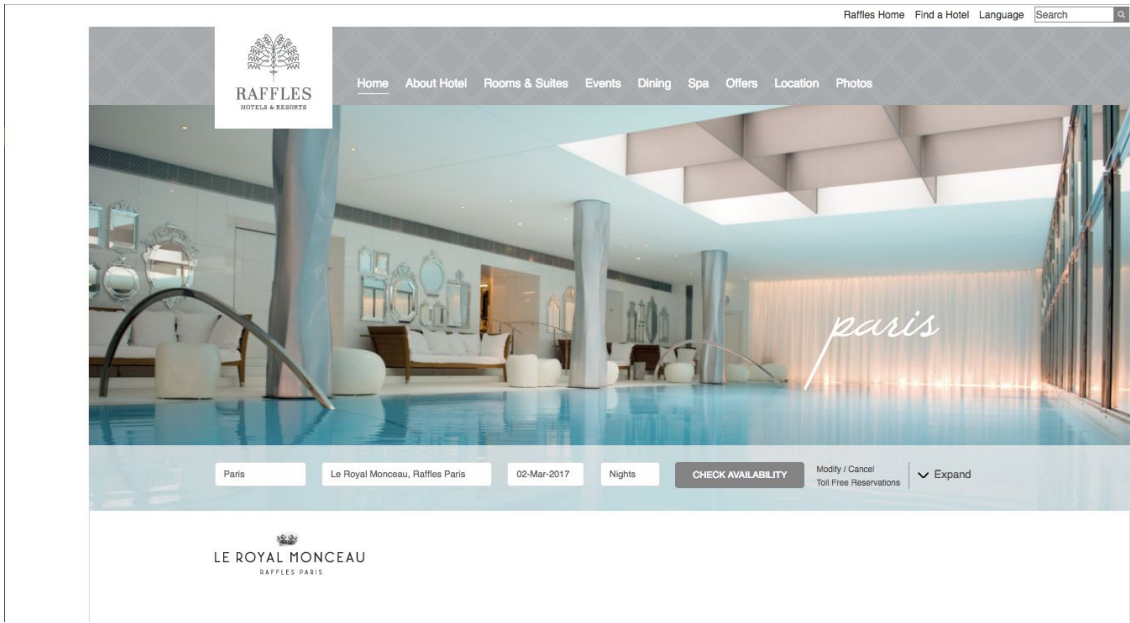 Raffles Home Find a Hotel Language Search
RAFFLES
HOTELS & RESORTS
Home About Hotel Rooms & Suites Events Dining Spa Offers Location Photos
paris
Paris Le Royal Monceau, Raffles Paris 02-Mar-2017 Nights CHECK AVAILABILITY
Modify / Cancel
Toll Free Reservations
Expand
LE ROYAL MONCEAU
RAFFLES PARIS